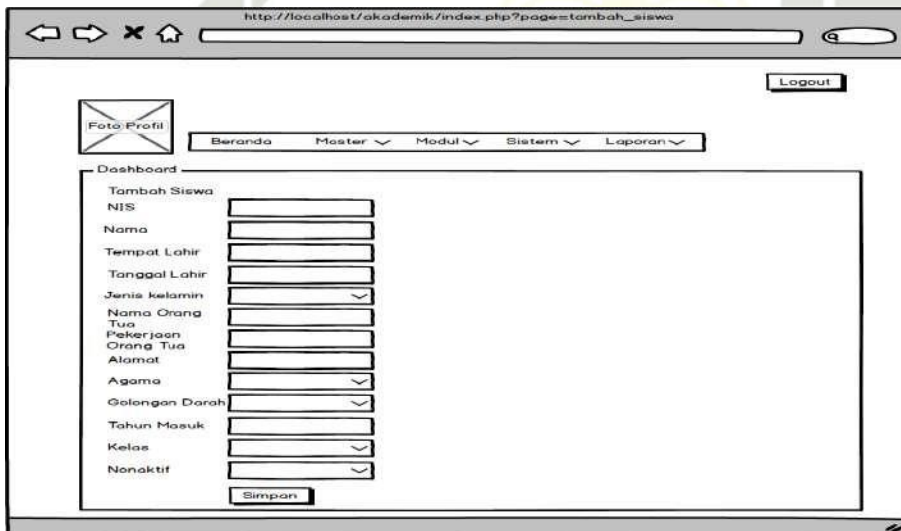 http://localhost/akademik/index.php?page=tambah_siswa
Logout
Foto Profil
Beranda Master Modul Sistem Laporan
Dashboard
Tambah Siswa
NIS
Nama
Tempat Lahir
Tanggal Lahir
Jenis kelamin
Nama Orang
Tua
Pekerjaan
Orang Tua
Alamat
Agama
Golongan Darah
Tahun Masuk
Kelas
Nonaktif
Simpan